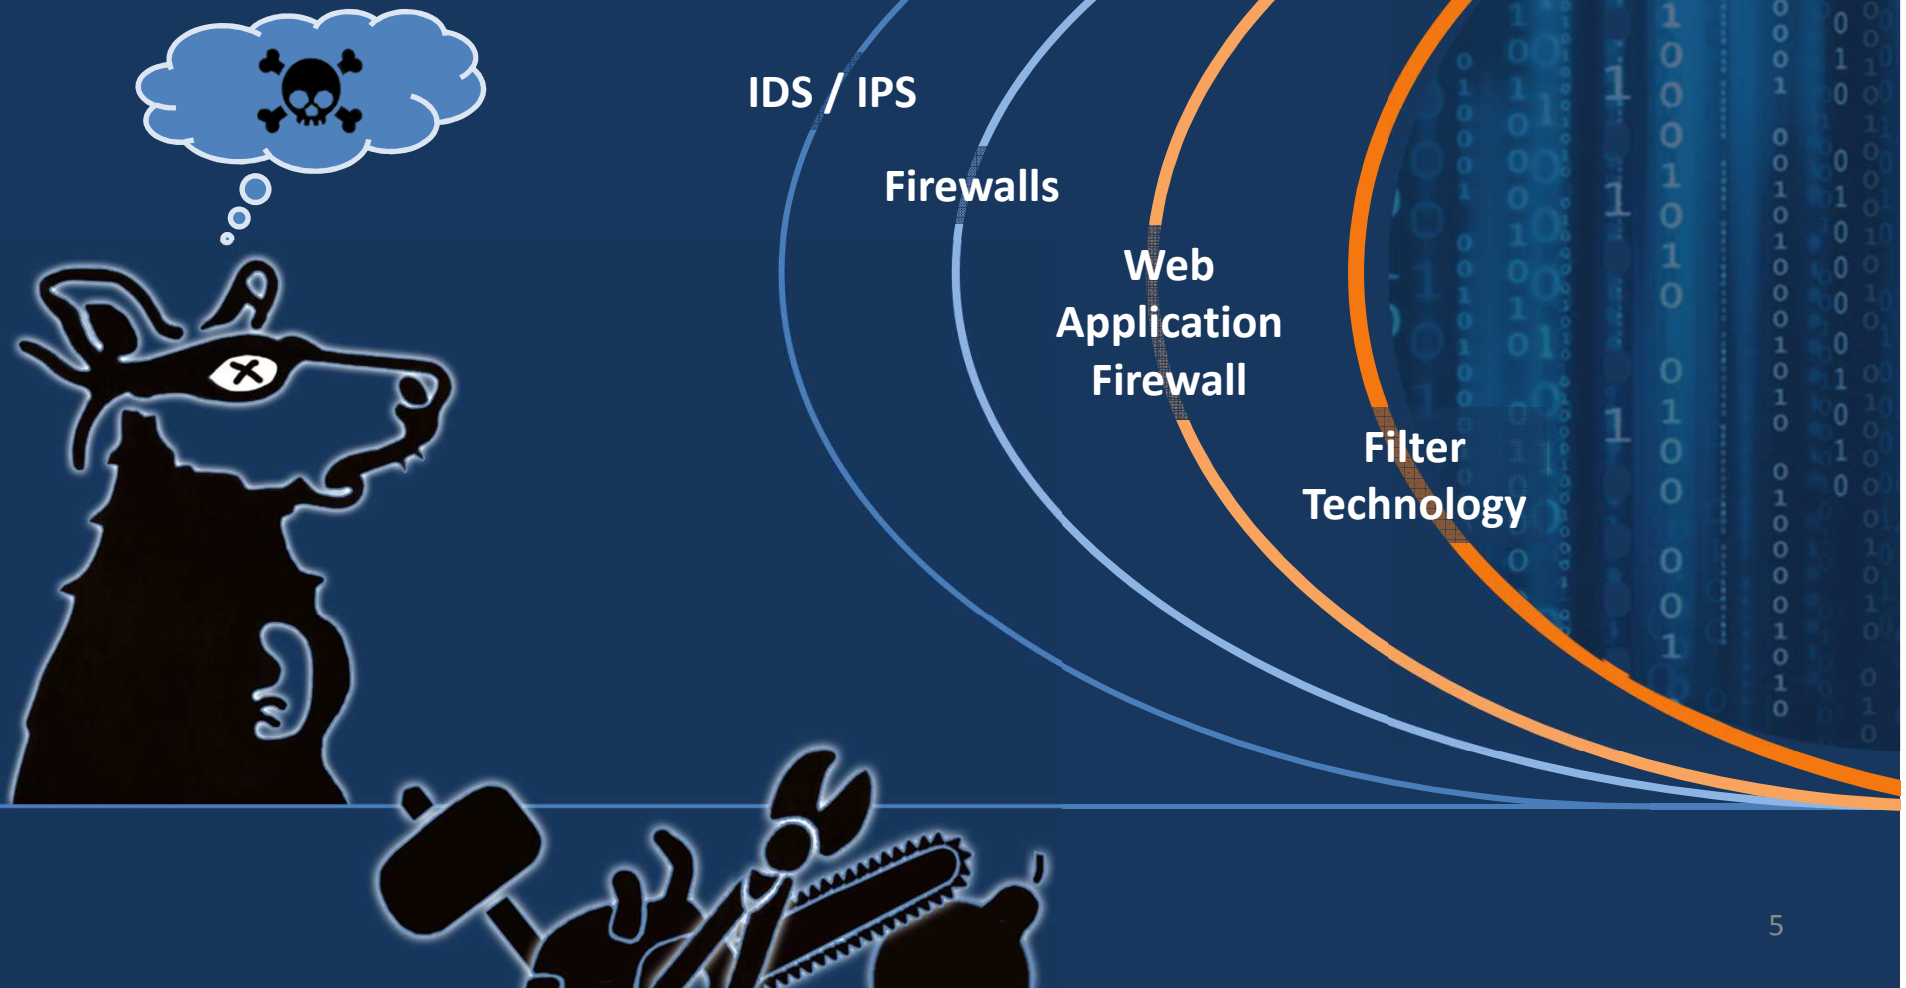 IDS / IPS
Firewalls
Web
Application
Firewall
Filter
Technology
5